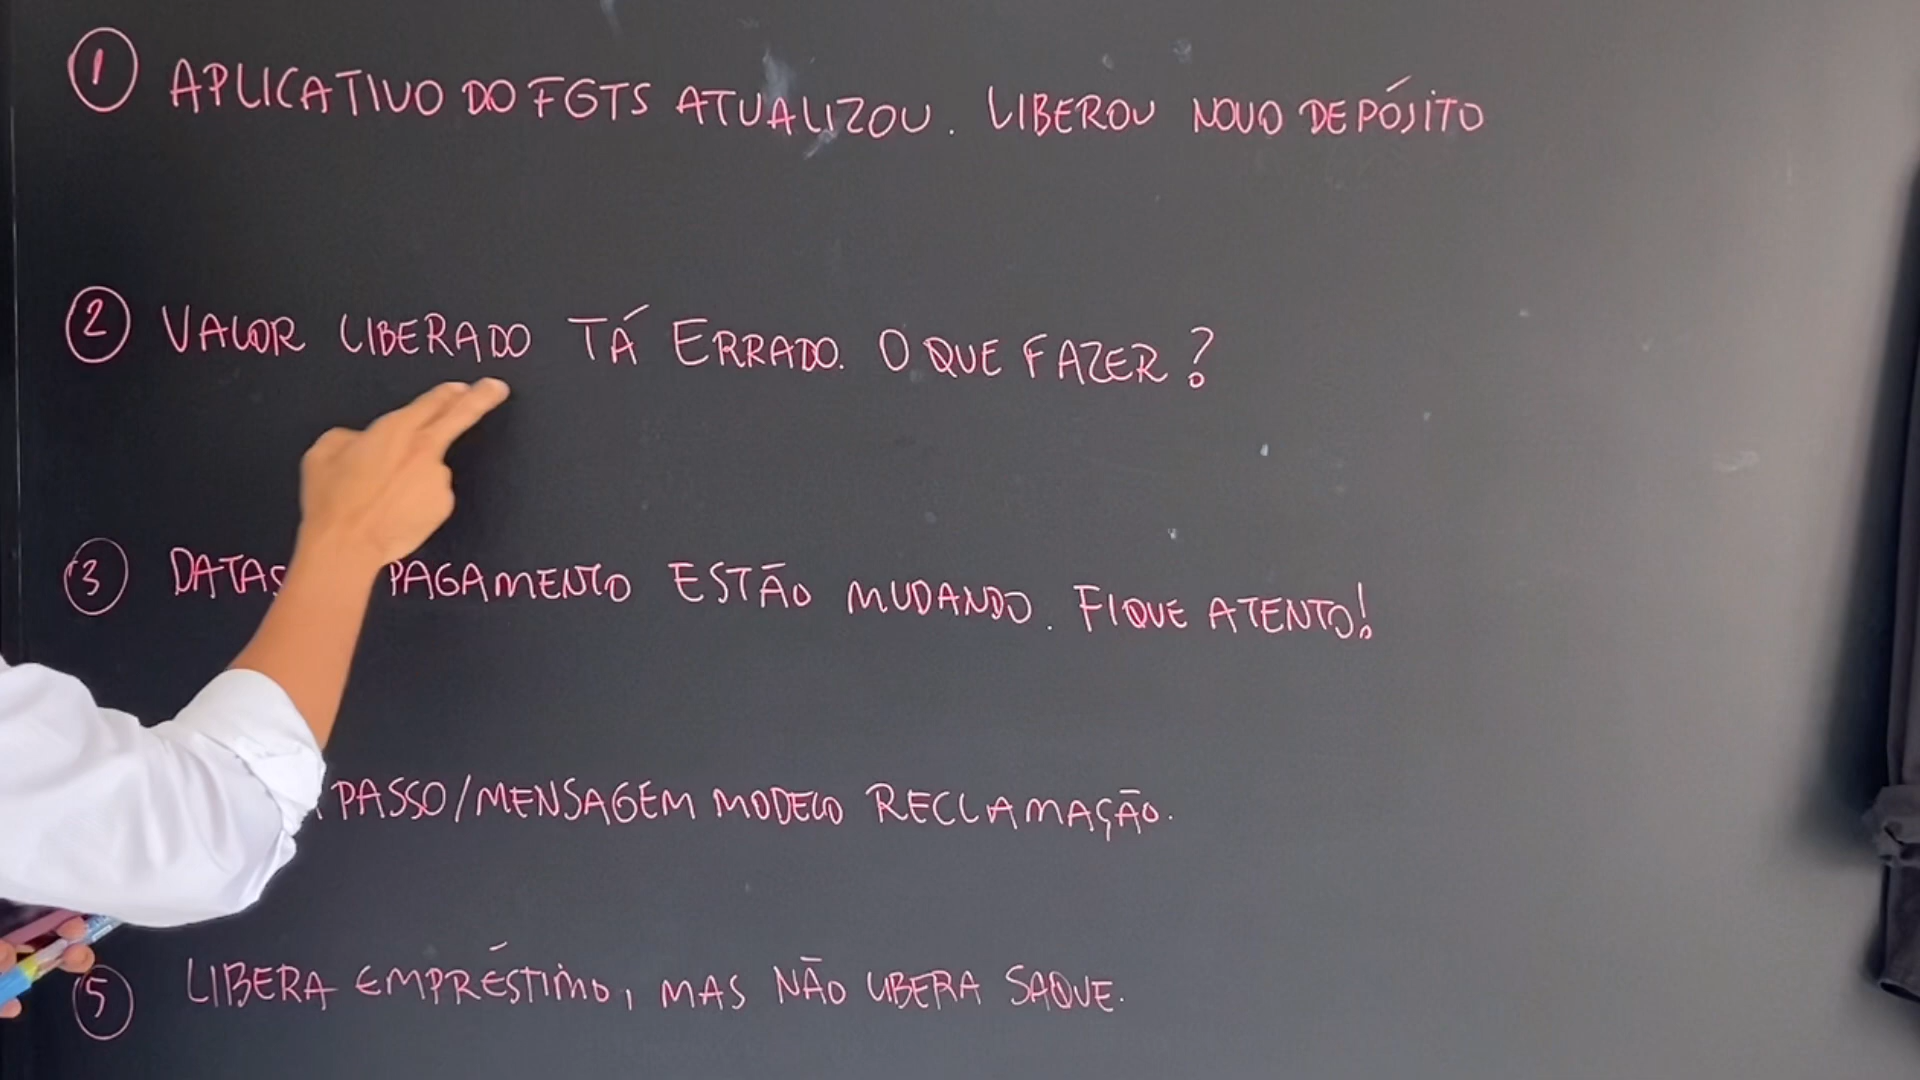 1 APLICATIVO DO FGTS ATUALIZOU. LIBEROU NOVO DEPÓSITO
2 VALOR LIBERADO TÁ ERRADO. O QUE FAZER?
3 DATAS PAGAMENTO ESTÃO MUDANDO. FIQUE ATENTO!
PASSO/MENSAGEM MODELO RECLAMAÇÃO.
5 LIBERA EMPRÉSTIMO, MAS NÃO LIBERA SAQUE.